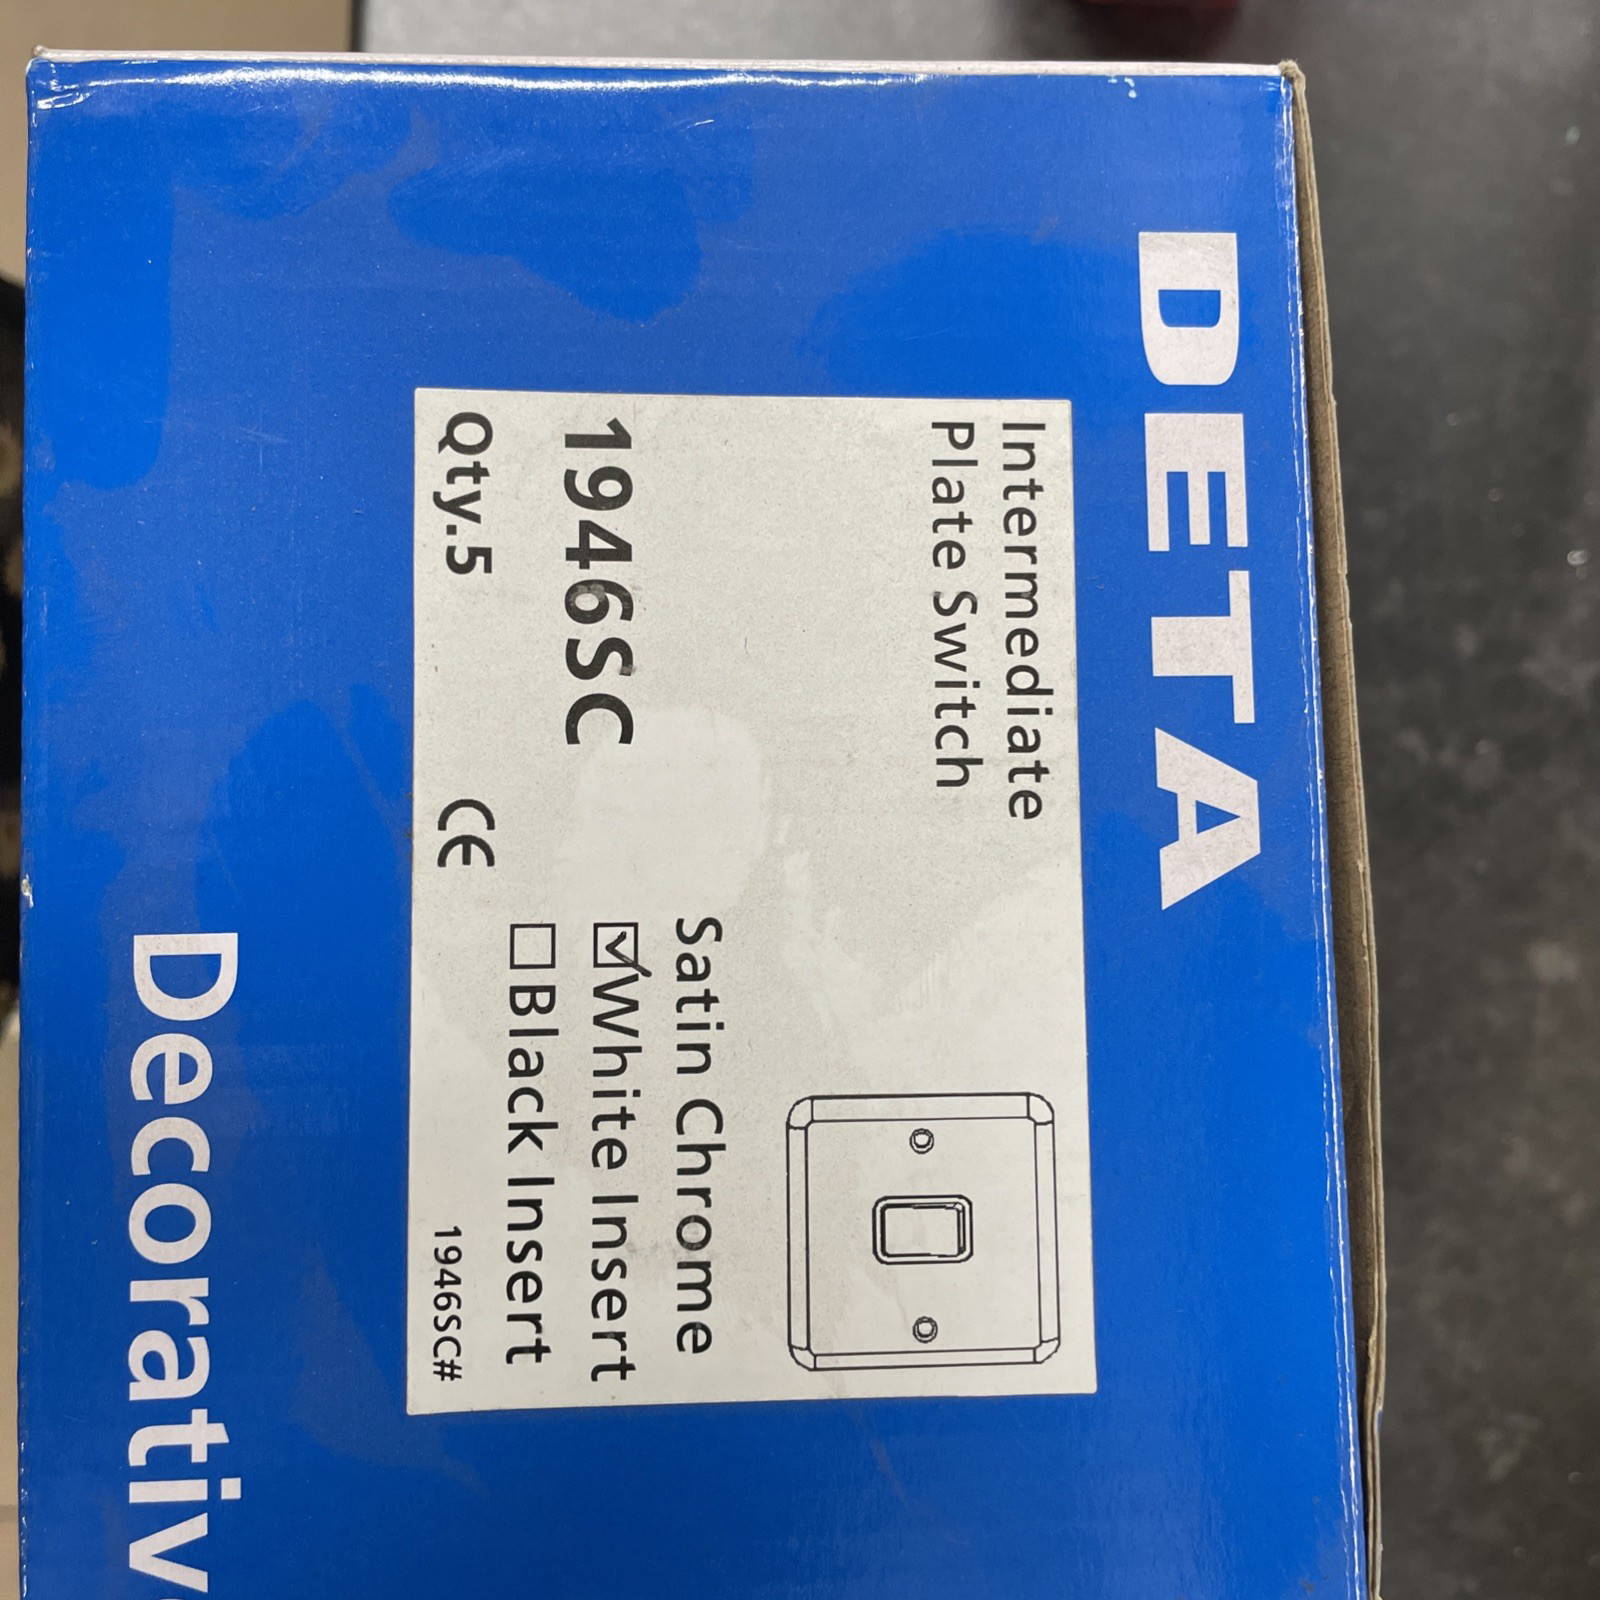 DETA
Intermediate
Plate Switch
1946SC
Qty.5
CE
Satin Chrome
White Insert
Black Insert
1946SC#
Decorativ